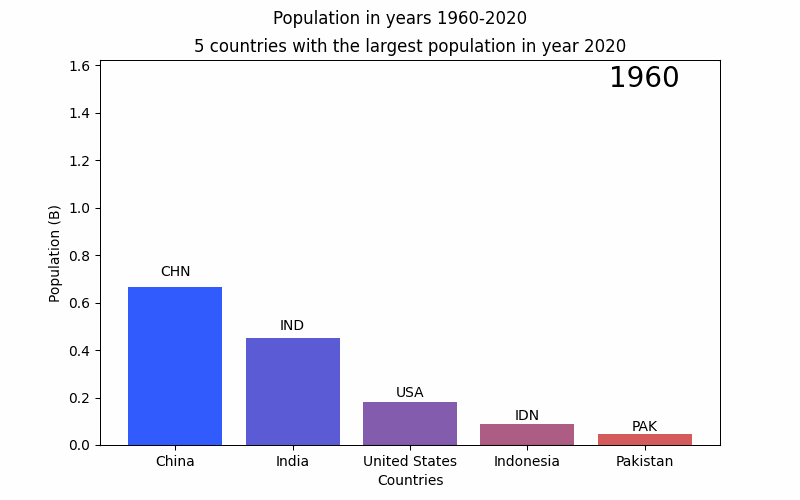 Population in years 1960-2020
5 countries with the largest population in year 2020
1960
1.6
1.4
1.2
1.0
0.8
0.6
0.4
0.2
0.0
Population (B)
CHN
IND
USA
IDN
PAK
China India United States Indonesia Pakistan
Countries